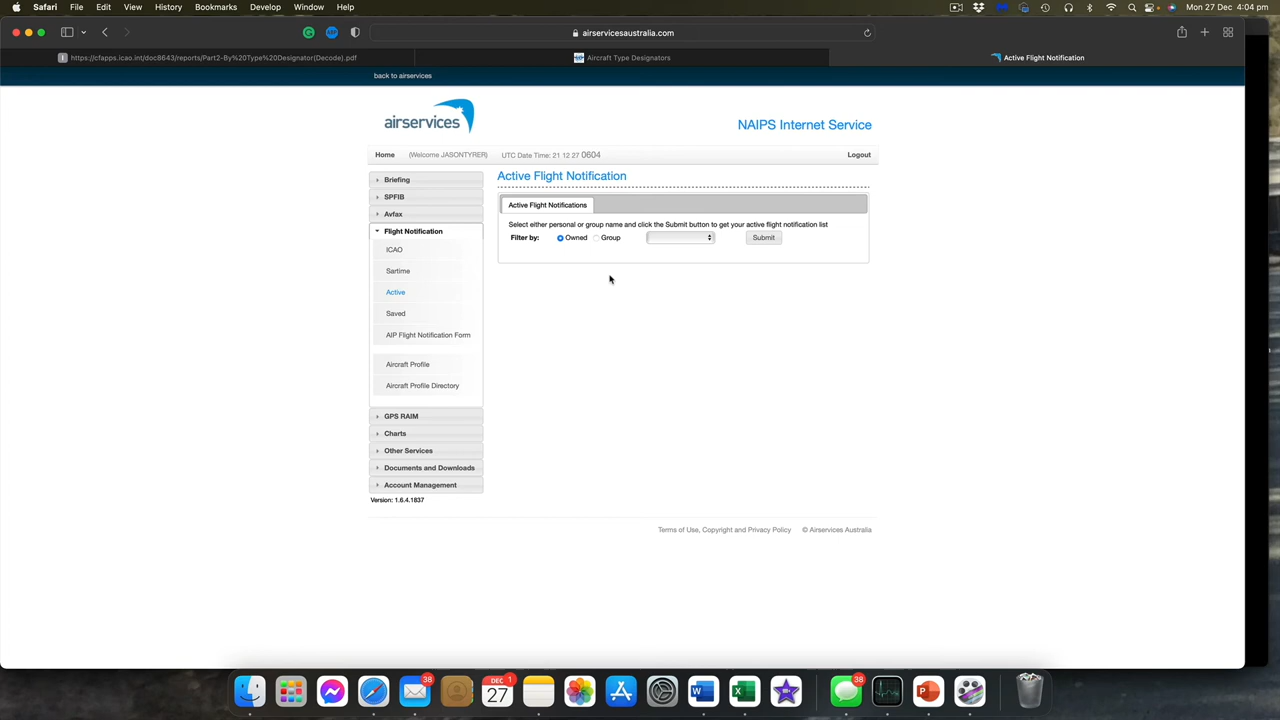 Safari File Edit View History Bookmarks Develop Window Help Mon 27 Dec 4:04 pm
airservicesaustralia.com
https://cfapps.icao.int/doc8643/reports/Part2-By%20Type%20Designator(Decode).pdf Aircraft Type Designators Active Flight Notification
back to airservices
airservices
NAIPS Internet Service
Home (Welcome JASONTYRER) UTC Date Time: 21 12 27 0604 Logout
Briefing
SPFIB
Avfax
Flight Notification
ICAO
Sartime
Active
Saved
AIP Flight Notification Form
Aircraft Profile
Aircraft Profile Directory
GPS RAIM
Charts
Other Services
Documents and Downloads
Account Management
Version: 1.6.4.1837
Active Flight Notification
Active Flight Notifications
Select either personal or group name and click the Submit button to get your active flight notification list
Filter by: Owned Group Submit
Terms of Use, Copyright and Privacy Policy © Airservices Australia
38
DEC 1
27
38